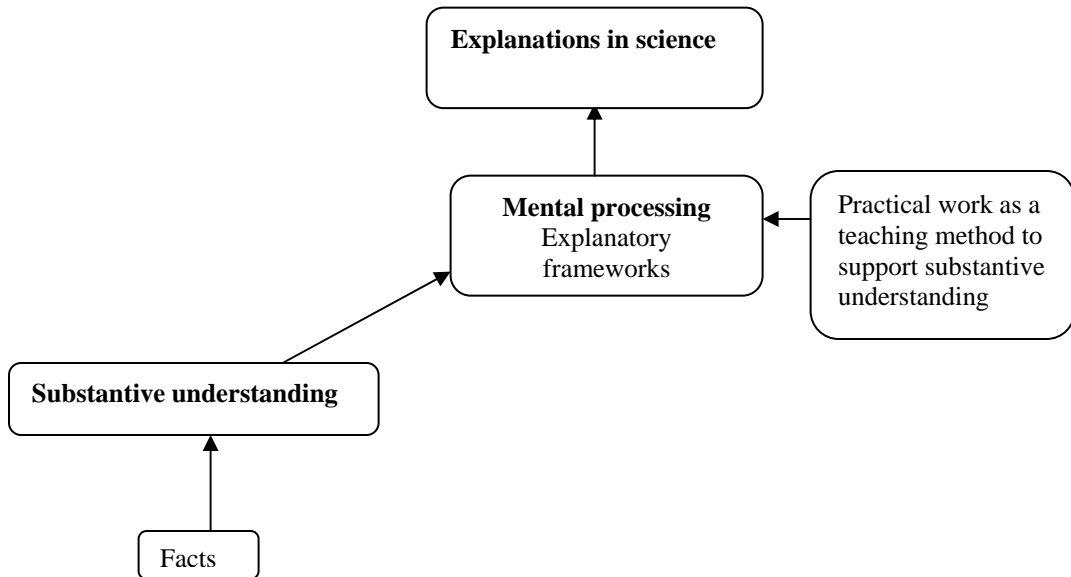 Explanations in science
Mental processing
Explanatory
frameworks
Practical work as a
teaching method to
support substantive
understanding
Substantive understanding
Facts